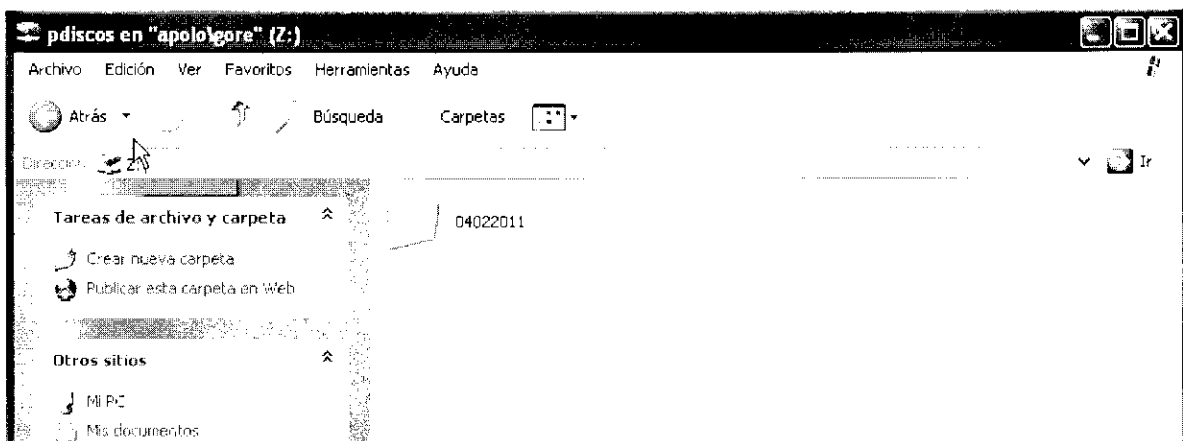 pdiscos en "apolo\gore" (Z:)
Archivo Edición Ver Favoritos Herramientas Ayuda
Atrás Búsqueda Carpetas
Dirección Z:\ Ir
Tareas de archivo y carpeta
04022011
Crear nueva carpeta
Publicar esta carpeta en Web
Otros sitios
Mi PC
Mis documentos